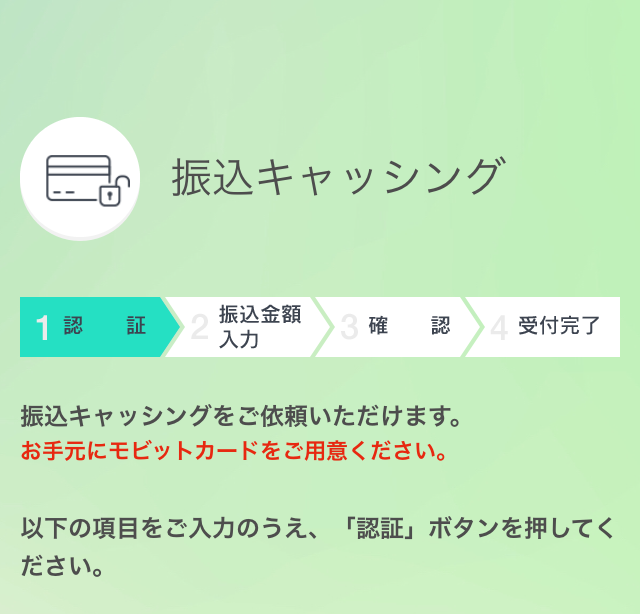 振込キャッシング
1 認　証
2 振込金額
入力
3 確　認
4 受付完了
振込キャッシングをご依頼いただけます。
お手元にモビットカードをご用意ください。
以下の項目をご入力のうえ、「認証」ボタンを押してく
ださい。